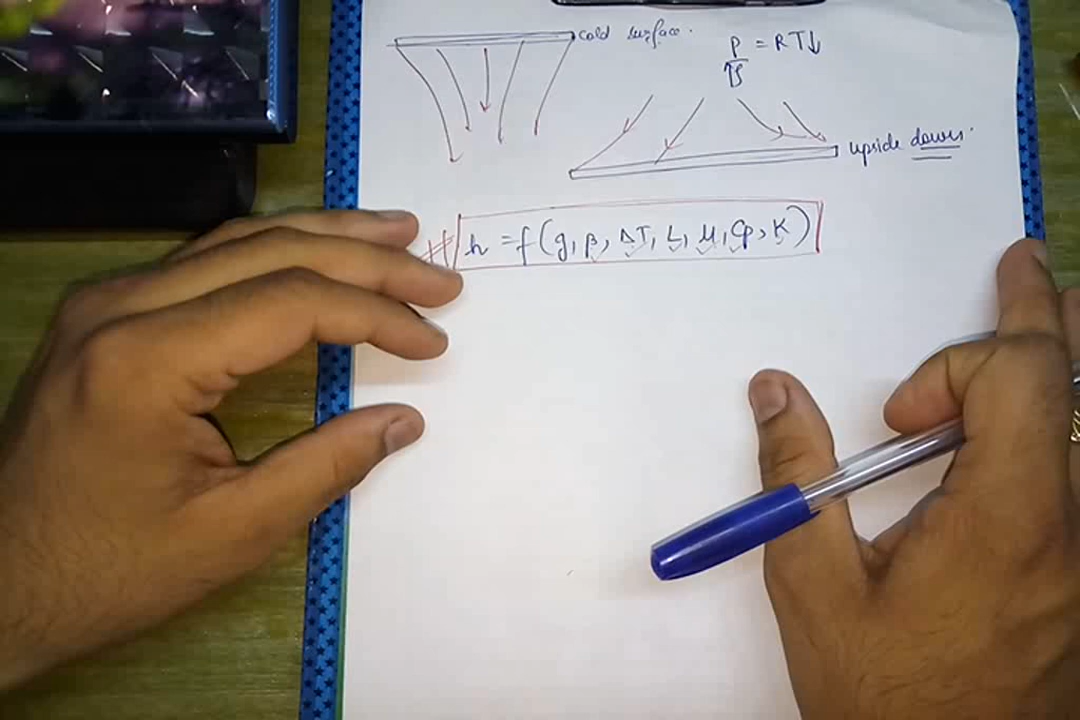 cold surface.
P/ρ = RT↓
upside down.
# h = f(g, β, ΔT, L, μ, Cp, K)